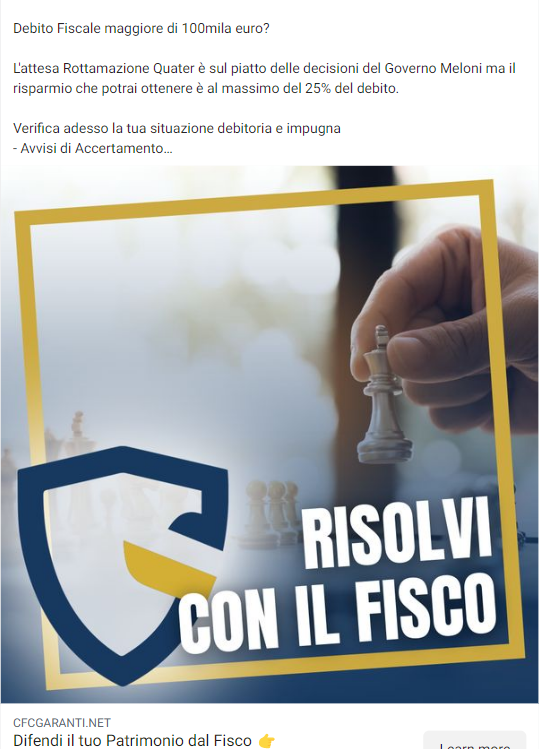 Debito Fiscale maggiore di 100mila euro?
L'attesa Rottamazione Quater è sul piatto delle decisioni del Governo Meloni ma il
risparmio che potrai ottenere è al massimo del 25% del debito.
Verifica adesso la tua situazione debitoria e impugna
- Avvisi di Accertamento...
RISOLVI
CON IL FISCO
CFCGARANTI.NET
Difendi il tuo Patrimonio dal Fisco 👉
Learn more